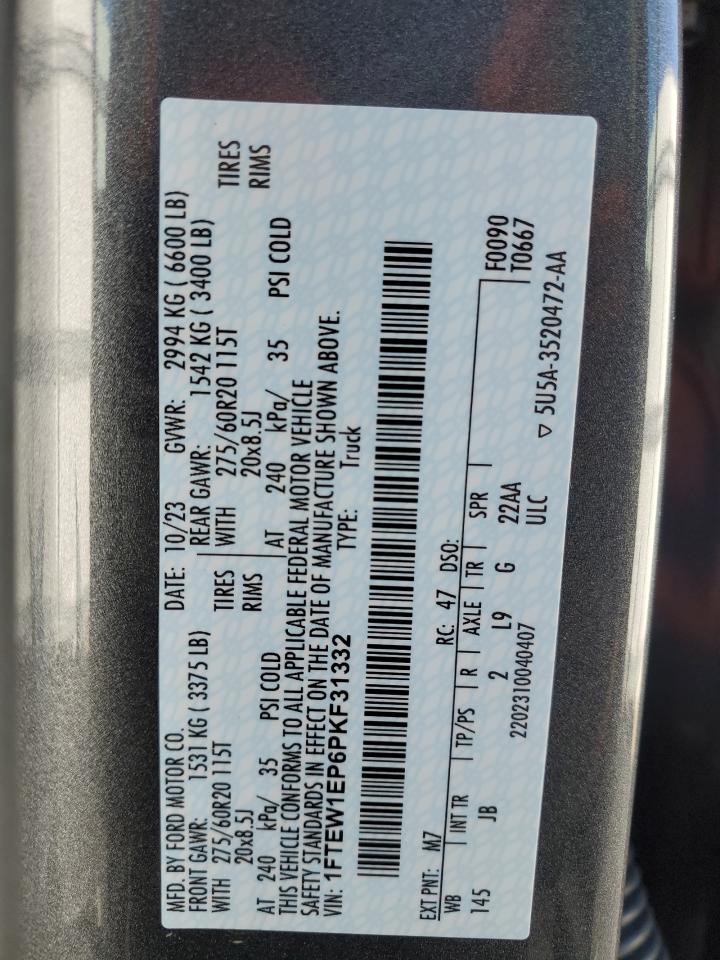 MFD. BY FORD MOTOR CO. DATE: 10/23 GVWR: 2994 KG ( 6600 LB)
FRONT GAWR: 1531 KG ( 3375 LB) REAR GAWR: 1542 KG ( 3400 LB)
WITH 275/60R20 115T TIRES WITH 275/60R20 115T TIRES
20x8.5J RIMS 20x8.5J RIMS
AT 240 kPa/ 35 PSI COLD AT 240 kPa/ 35 PSI COLD
THIS VEHICLE CONFORMS TO ALL APPLICABLE FEDERAL MOTOR VEHICLE
SAFETY STANDARDS IN EFFECT ON THE DATE OF MANUFACTURE SHOWN ABOVE.
VIN: 1FTEW1EP6PKF31332 TYPE: Truck
EXT PNT: M7 RC: 47 DSO:
WB INT TR TP/PS R AXLE TR SPR F0090
145 JB 2 L9 G 22AA T0667
2202310040407 ULC
▽ 5U5A-3520472-AA